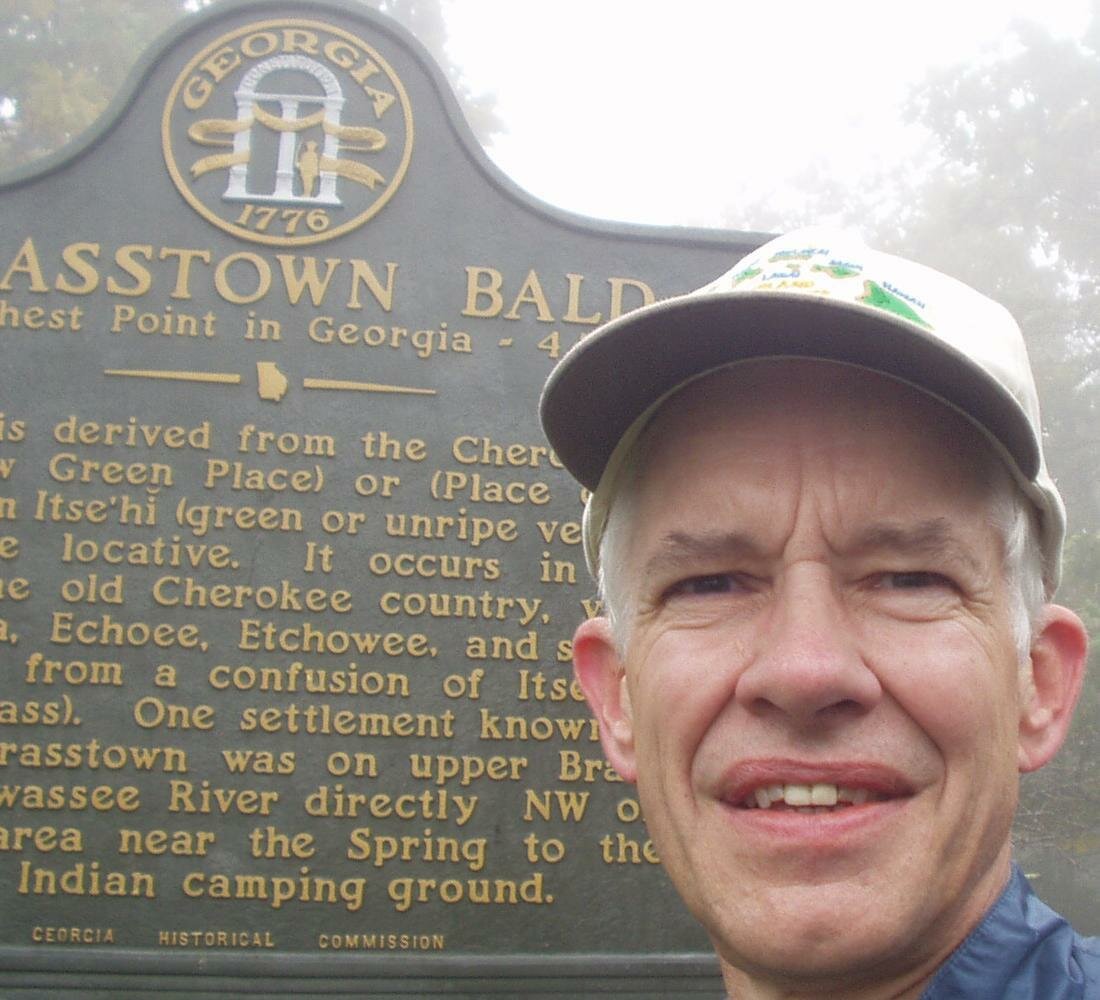 GEORGIA
1776
ASSTOWN BALD
hest Point in Georgia - 4
is derived from the Chero
w Green Place) or (Place
n Itse'hĭ (green or unripe ve
e locative. It occurs in
he old Cherokee country,
a, Echoee, Etchowee, and s
from a confusion of Itse
ass). One settlement known
rasstown was on upper Bra
wassee River directly NW o
area near the Spring to the
Indian camping ground.
GEORGIA HISTORICAL COMMISSION